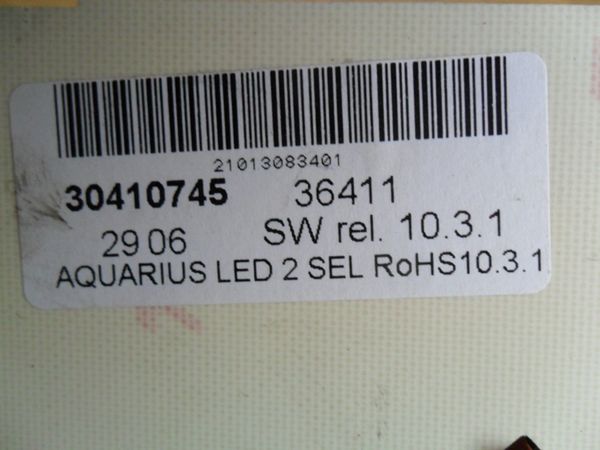 21013083401
30410745 36411
29 06 SW rel. 10.3.1
AQUARIUS LED 2 SEL RoHS10.3.1